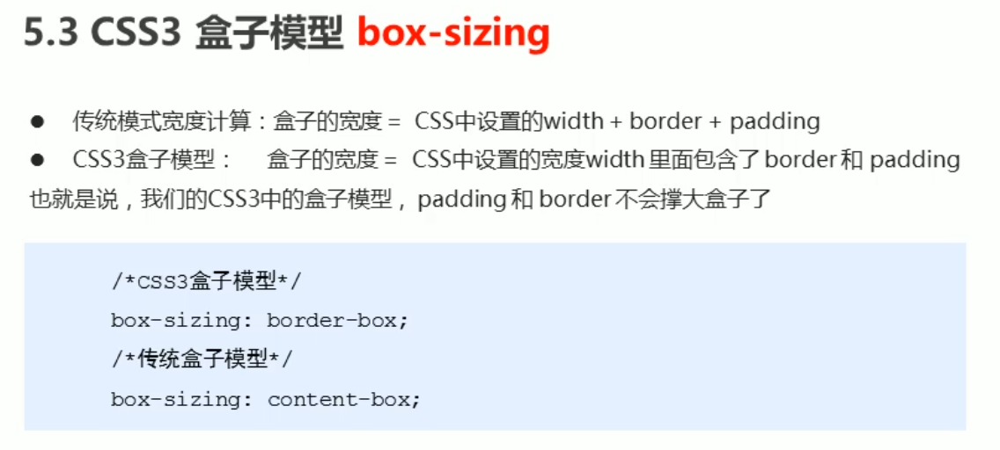 5.3 CSS3 盒子模型 box-sizing
● 传统模式宽度计算：盒子的宽度 = CSS中设置的width + border + padding
● CSS3盒子模型： 盒子的宽度 = CSS中设置的宽度width 里面包含了 border 和 padding
也就是说，我们的CSS3中的盒子模型，padding 和 border 不会撑大盒子了
/*CSS3盒子模型*/
box-sizing: border-box;
/*传统盒子模型*/
box-sizing: content-box;